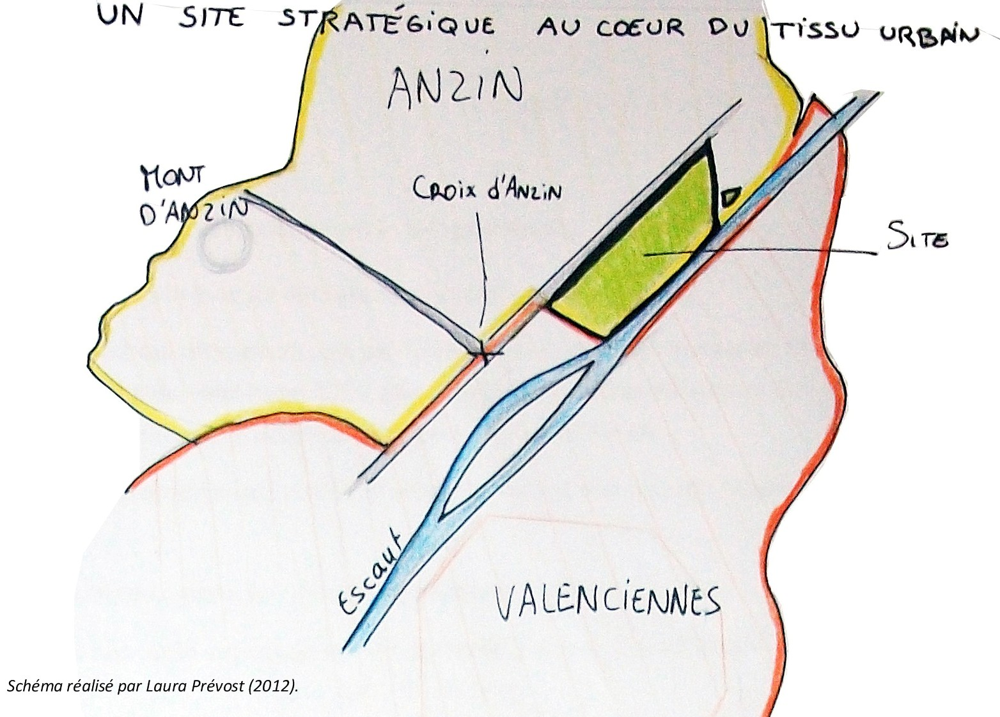 UN SITE STRATÉGIQUE AU COEUR DU TISSU URBAIN
ANZIN
MONT
D'ANZIN
CROIX d'ANZIN
SITE
Escaut
VALENCIENNES
Schéma réalisé par Laura Prévost (2012).